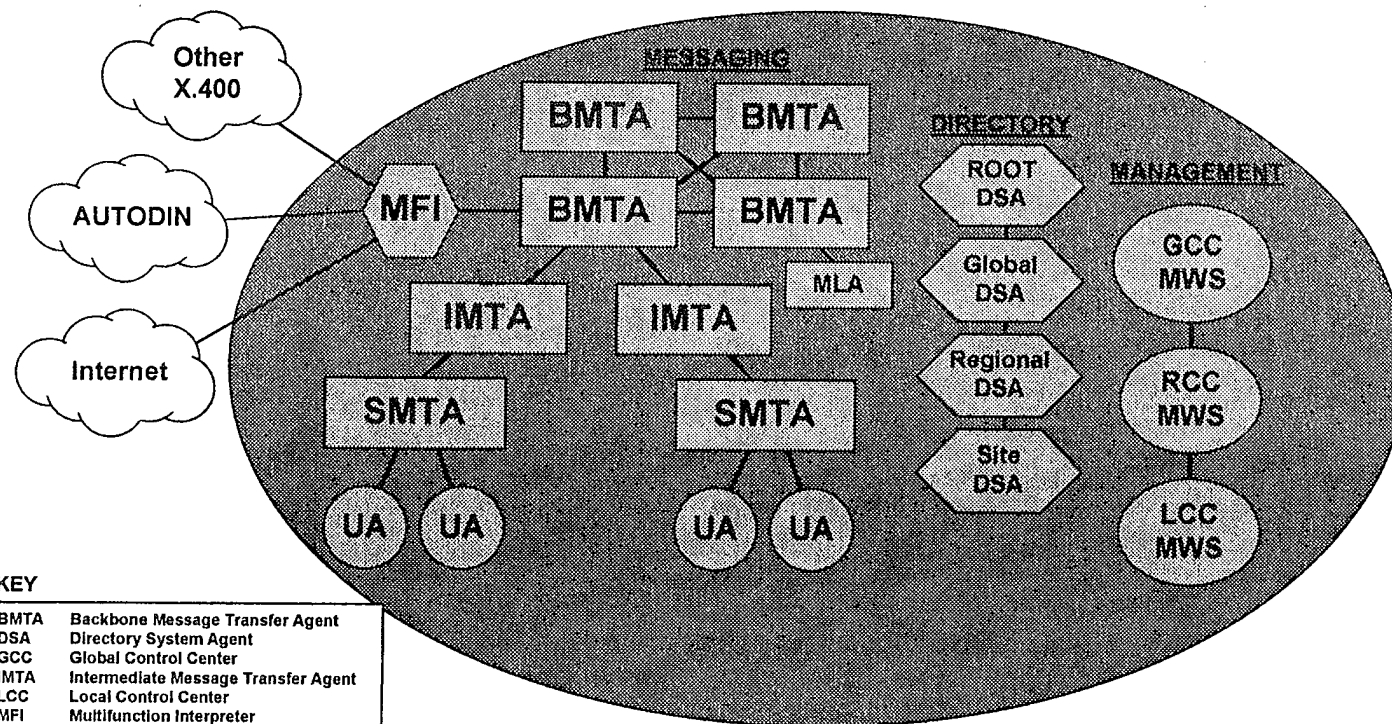 Other
X.400
AUTODIN
Internet
MFI
MESSAGING
BMTA
BMTA
BMTA
BMTA
MLA
IMTA
IMTA
SMTA
SMTA
UA
UA
UA
UA
DIRECTORY
ROOT
DSA
Global
DSA
Regional
DSA
Site
DSA
MANAGEMENT
GCC
MWS
RCC
MWS
LCC
MWS
KEY
BMTA Backbone Message Transfer Agent
DSA Directory System Agent
GCC Global Control Center
IMTA Intermediate Message Transfer Agent
LCC Local Control Center
MFI Multifunction Interpreter